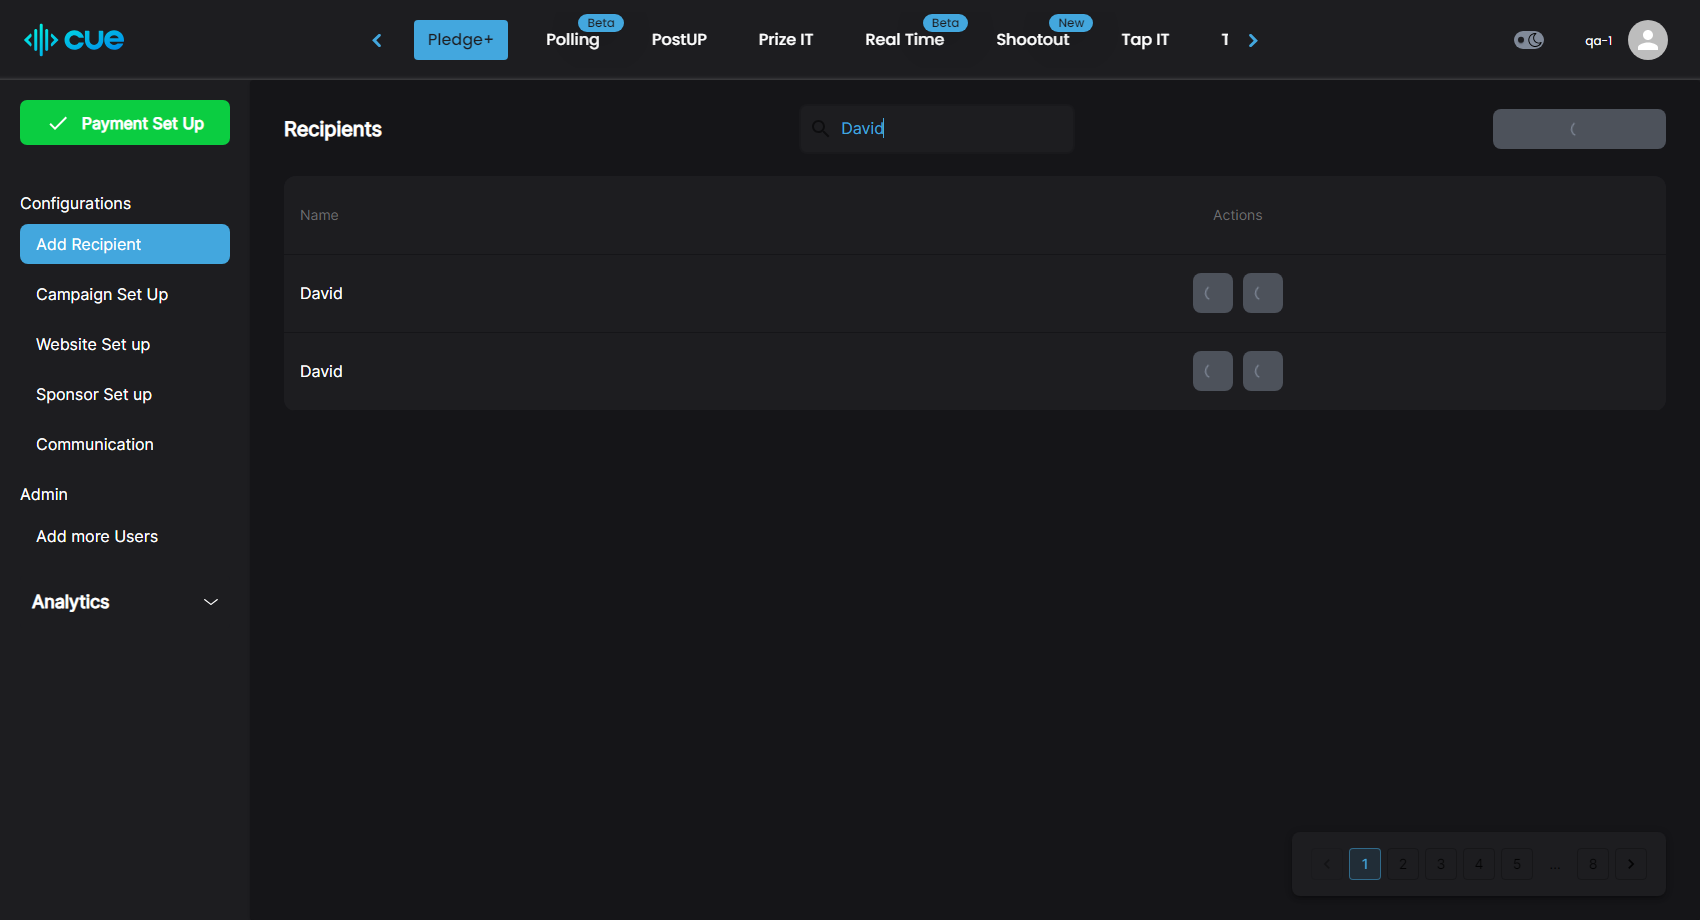 cue
Pledge+
Polling
Beta
PostUP
Prize IT
Real Time
Beta
Shootout
New
Tap IT
T
qa-1
Payment Set Up
Configurations
Add Recipient
Campaign Set Up
Website Set up
Sponsor Set up
Communication
Admin
Add more Users
Analytics
Recipients
David
Name
Actions
David
David
1
2
3
4
5
...
8